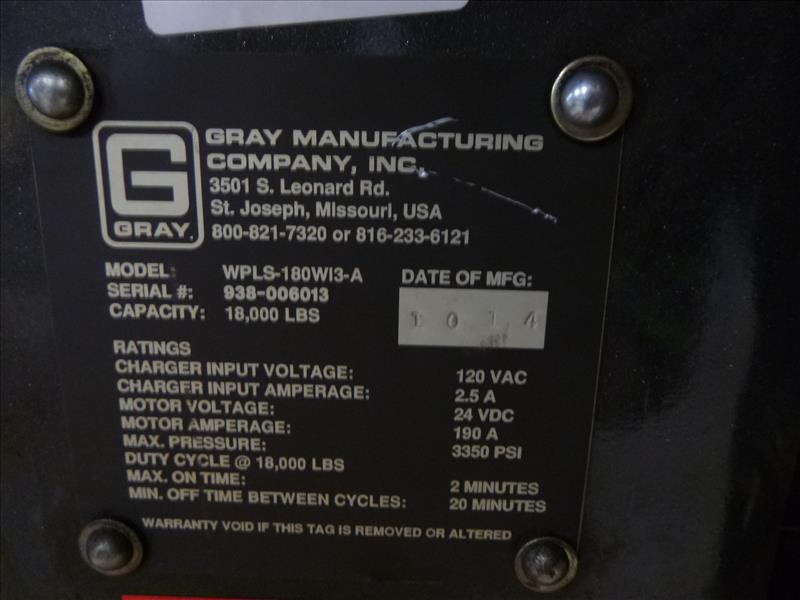 GRAY MANUFACTURING
COMPANY, INC.
3501 S. Leonard Rd.
St. Joseph, Missouri, USA
800-821-7320 or 816-233-6121
G
GRAY
MODEL: WPLS-180WI3-A
SERIAL #: 938-006013
CAPACITY: 18,000 LBS
DATE OF MFG:
1014
RATINGS
CHARGER INPUT VOLTAGE: 120 VAC
CHARGER INPUT AMPERAGE: 2.5 A
MOTOR VOLTAGE: 24 VDC
MOTOR AMPERAGE: 190 A
MAX. PRESSURE: 3350 PSI
DUTY CYCLE @ 18,000 LBS
MAX. ON TIME: 2 MINUTES
MIN. OFF TIME BETWEEN CYCLES: 20 MINUTES
WARRANTY VOID IF THIS TAG IS REMOVED OR ALTERED